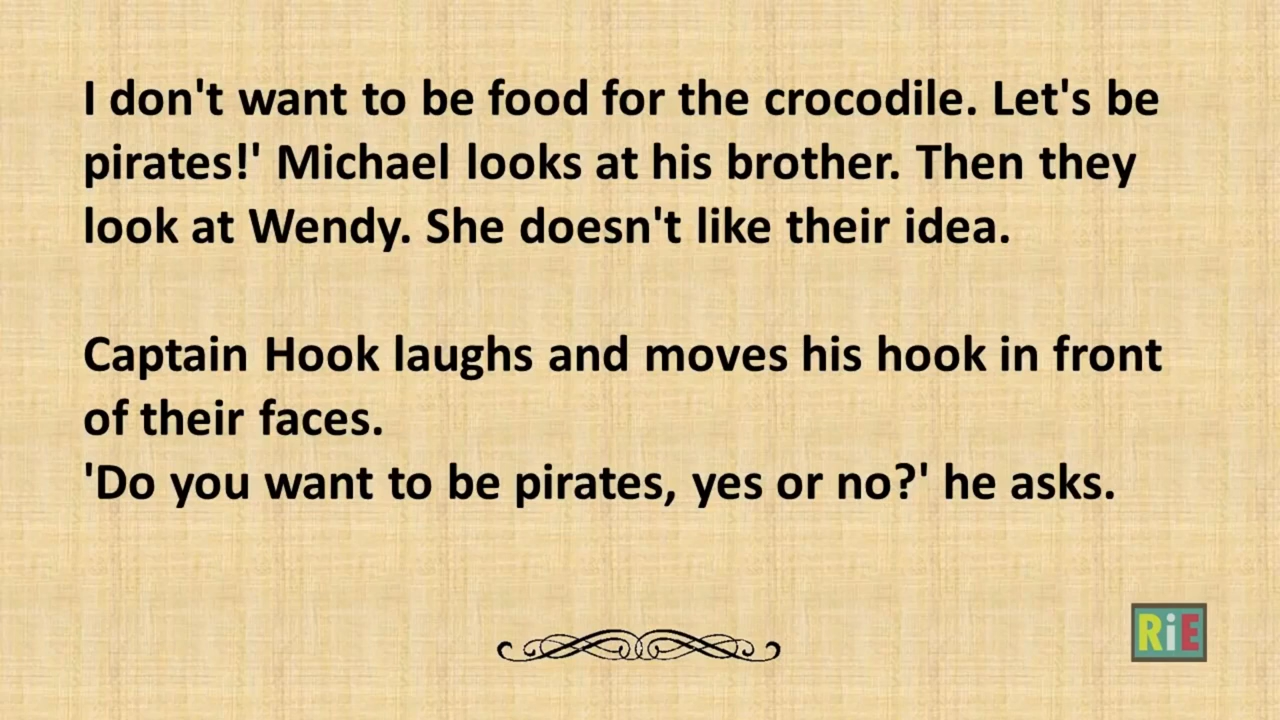 I don't want to be food for the crocodile. Let's be
pirates!' Michael looks at his brother. Then they
look at Wendy. She doesn't like their idea.
Captain Hook laughs and moves his hook in front
of their faces.
'Do you want to be pirates, yes or no?' he asks.
RiE